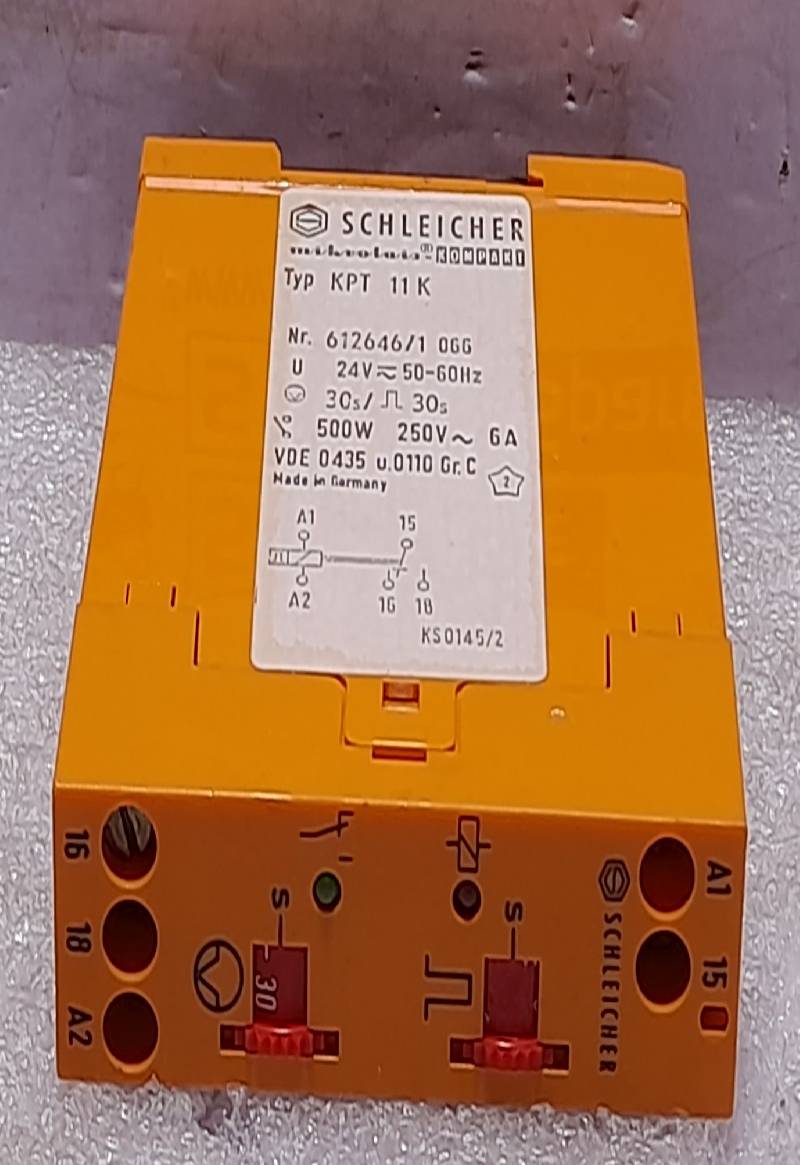 SCHLEICHER
mikrolais®-KOMPAKT
Typ KPT 11 K
Nr. 612646/1 06G
U 24V≂ 50-60Hz
30s/ 30s
500W 250V~ 6A
VDE 0435 u.0110 Gr.C
Made in Germany
2
A1 15
A2 16 18
KS0145/2
16
18
A2
S
30
S
SCHLEICHER
A1
15